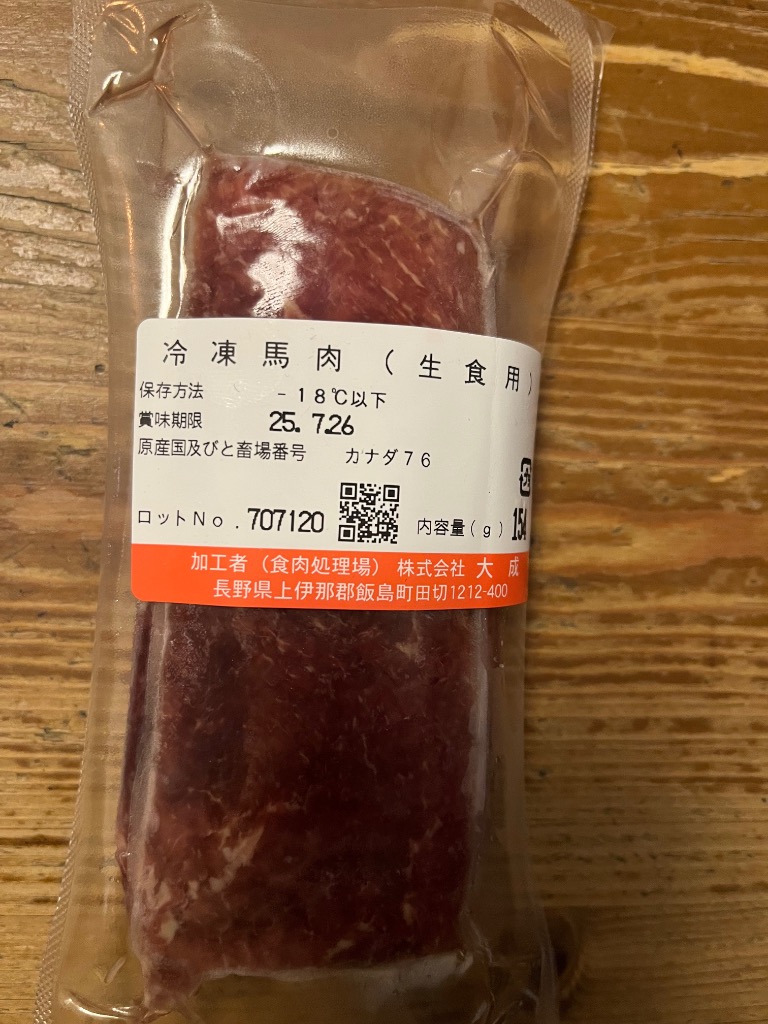 冷凍馬肉（生食用）
保存方法 －１８℃以下
賞味期限 25. 7.26
原産国及びと畜場番号 カナダ７６
ロットＮｏ．707120 内容量（ｇ） 154
加工者（食肉処理場） 株式会社 大成
長野県上伊那郡飯島町田切1212-400